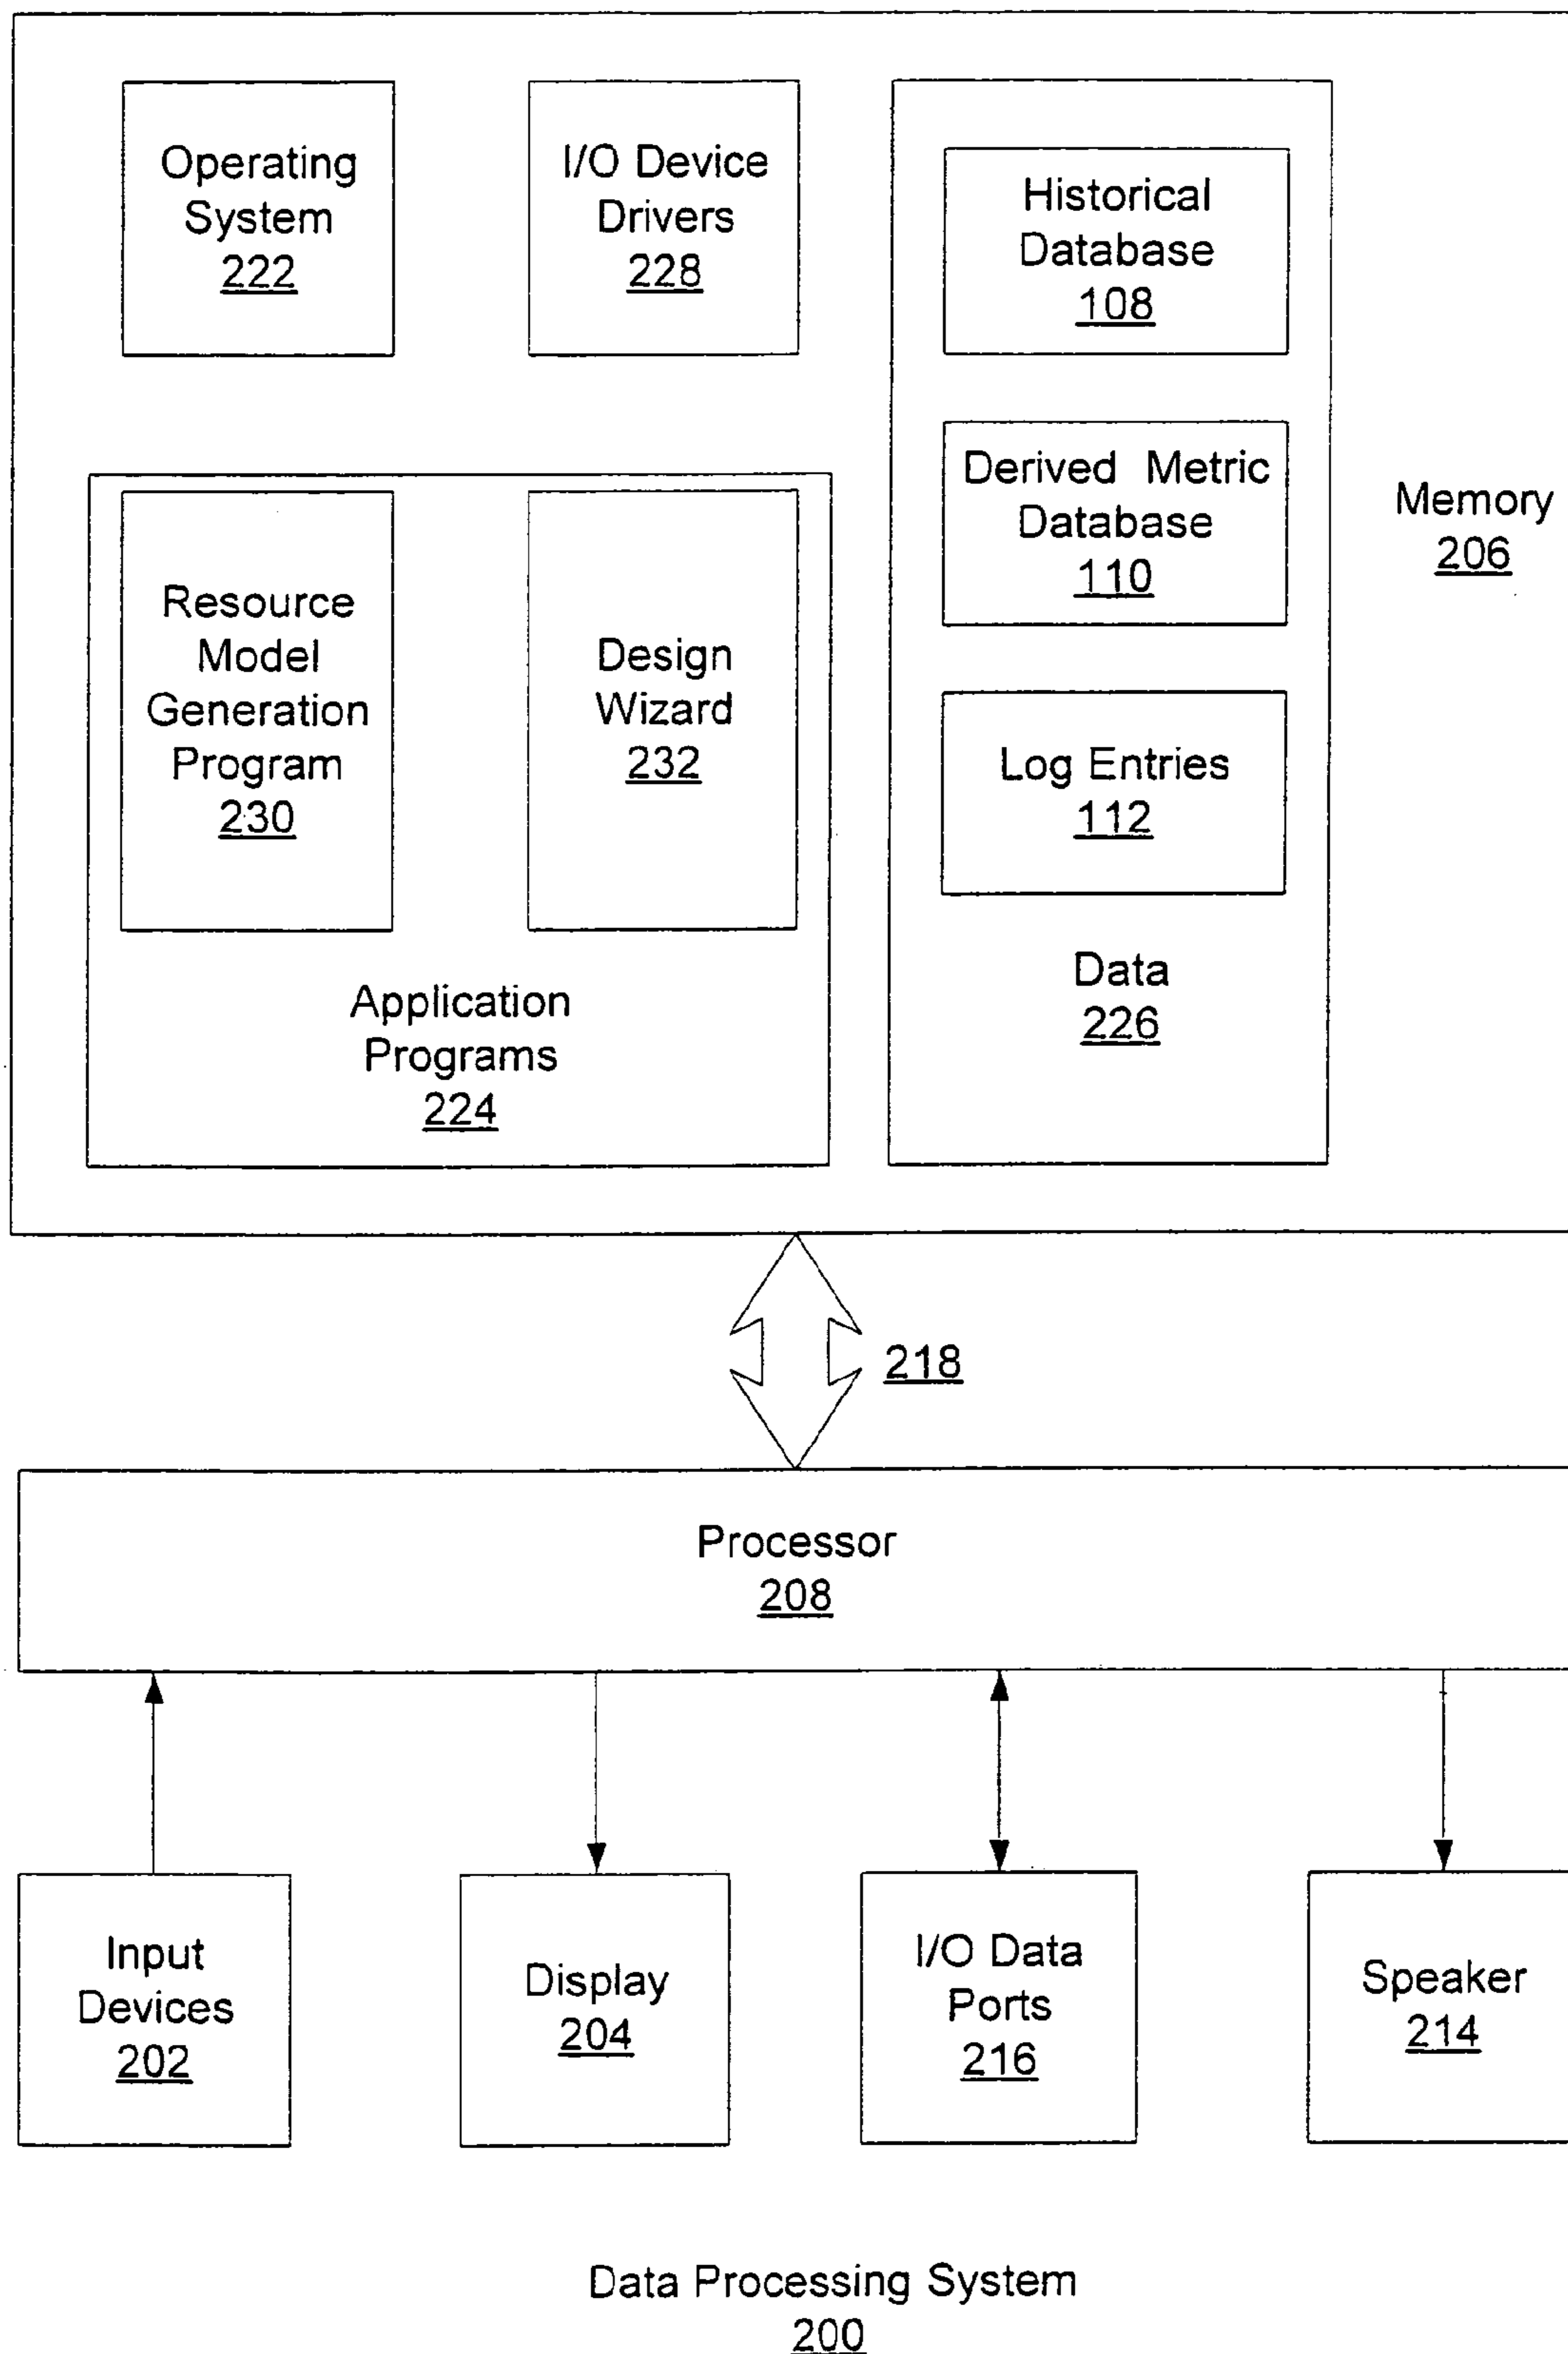 Operating
System
222
I/O Device
Drivers
228
Historical
Database
108
Derived Metric
Database
110
Log Entries
112
Data
226
Memory
206
Resource
Model
Generation
Program
230
Design
Wizard
232
Application
Programs
224
218
Processor
208
Input
Devices
202
Display
204
I/O Data
Ports
216
Speaker
214
Data Processing System
200